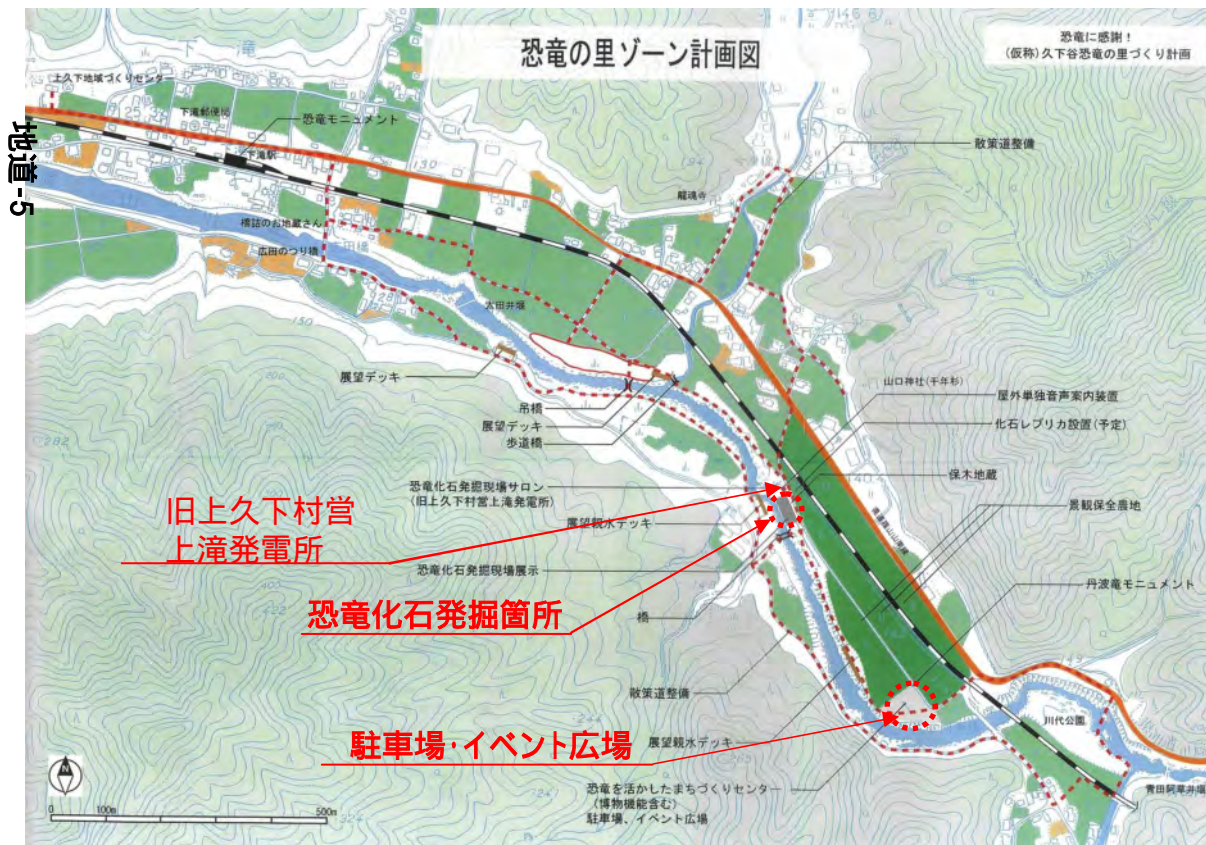 恐竜の里ゾーン計画図
恐竜に感謝！
(仮称)久下谷恐竜の里づくり計画
地道-5
下 滝
上久下地域づくりセンター
下滝郵便局
恐竜モニュメント
下滝駅
130
194
散策道整備
龍魂寺
橋詰のお地蔵さん
広田のつり橋
150
太田井堰
展望デッキ
吊橋
展望デッキ
歩道橋
山口神社(千年杉)
屋外単独音声案内装置
化石レプリカ設置(予定)
282
恐竜化石発掘現場サロン
(旧上久下村営上滝発電所)
保木地蔵
旧上久下村営
上滝発電所
展望親水デッキ
景観保全農地
恐竜化石発掘現場展示
丹波竜モニュメント
恐竜化石発掘箇所
橋
422
149
散策道整備
川代公園
244
駐車場・イベント広場
展望親水デッキ
恐竜を活かしたまちづくりセンター
(博物機能含む)
駐車場、イベント広場
青田阿草井堰
N
0 100m 500m
324
241